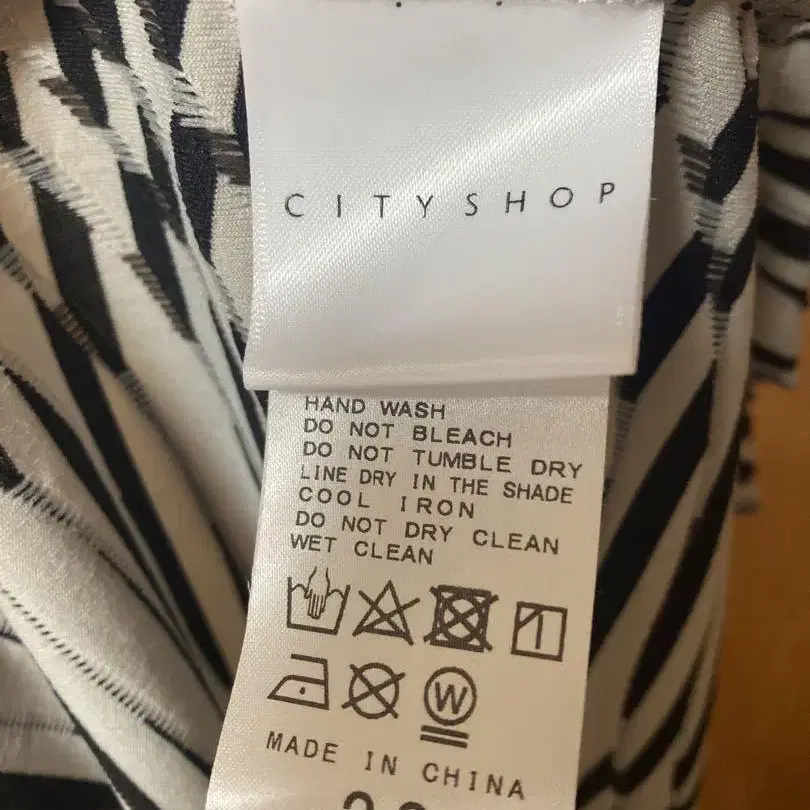 CITYSHOP
HAND WASH
DO NOT BLEACH
DO NOT TUMBLE DRY
LINE DRY IN THE SHADE
COOL IRON
DO NOT DRY CLEAN
WET CLEAN
W
MADE IN CHINA